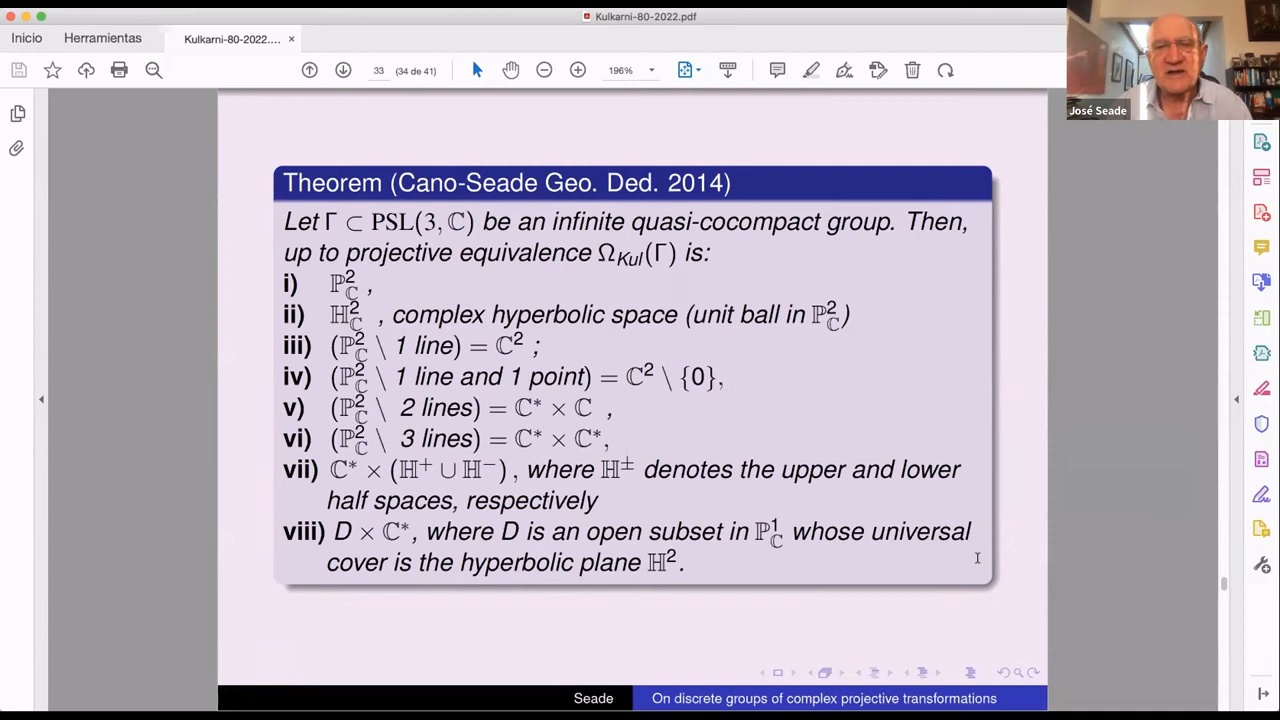 Kulkarni-80-2022.pdf
Inicio Herramientas Kulkarni-80-2022.... ×
33 (34 de 41) 196%
José Seade
Theorem (Cano-Seade Geo. Ded. 2014)
Let Γ ⊂ PSL(3, ℂ) be an infinite quasi-cocompact group. Then,
up to projective equivalence Ω_Kul(Γ) is:
i) ℙ²_ℂ ,
ii) ℍ²_ℂ , complex hyperbolic space (unit ball in ℙ²_ℂ)
iii) (ℙ²_ℂ \ 1 line) = ℂ² ;
iv) (ℙ²_ℂ \ 1 line and 1 point) = ℂ² \ {0},
v) (ℙ²_ℂ \ 2 lines) = ℂ* × ℂ ,
vi) (ℙ²_ℂ \ 3 lines) = ℂ* × ℂ*,
vii) ℂ* × (ℍ⁺ ∪ ℍ⁻) , where ℍ^± denotes the upper and lower
half spaces, respectively
viii) D × ℂ*, where D is an open subset in ℙ¹_ℂ whose universal
cover is the hyperbolic plane ℍ².
Seade On discrete groups of complex projective transformations